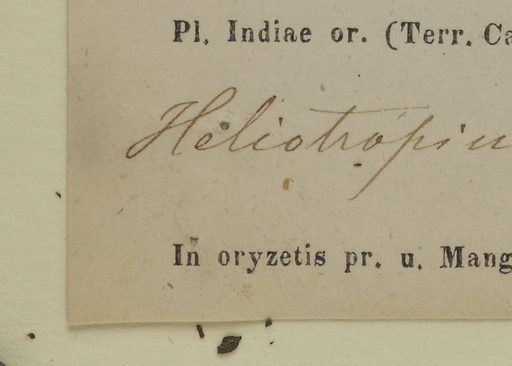 Pl. Indiae or. (Terr. Ca
Heliotropiu
In oryzetis pr. u. Mang